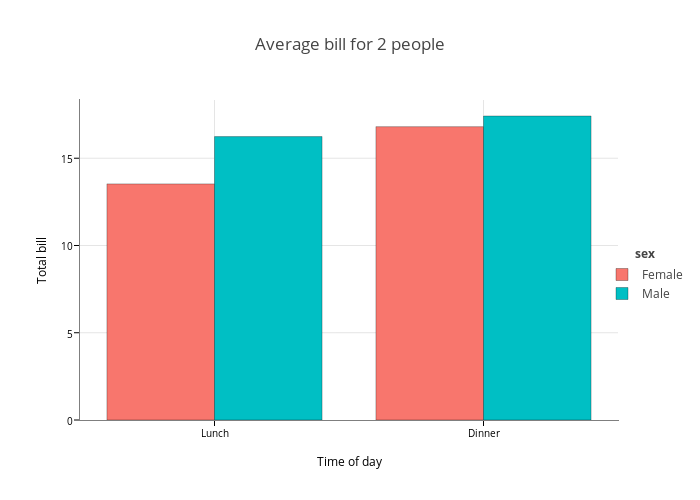 Average bill for 2 people
Total bill
15
10
5
0
Lunch
Dinner
Time of day
sex
Female
Male